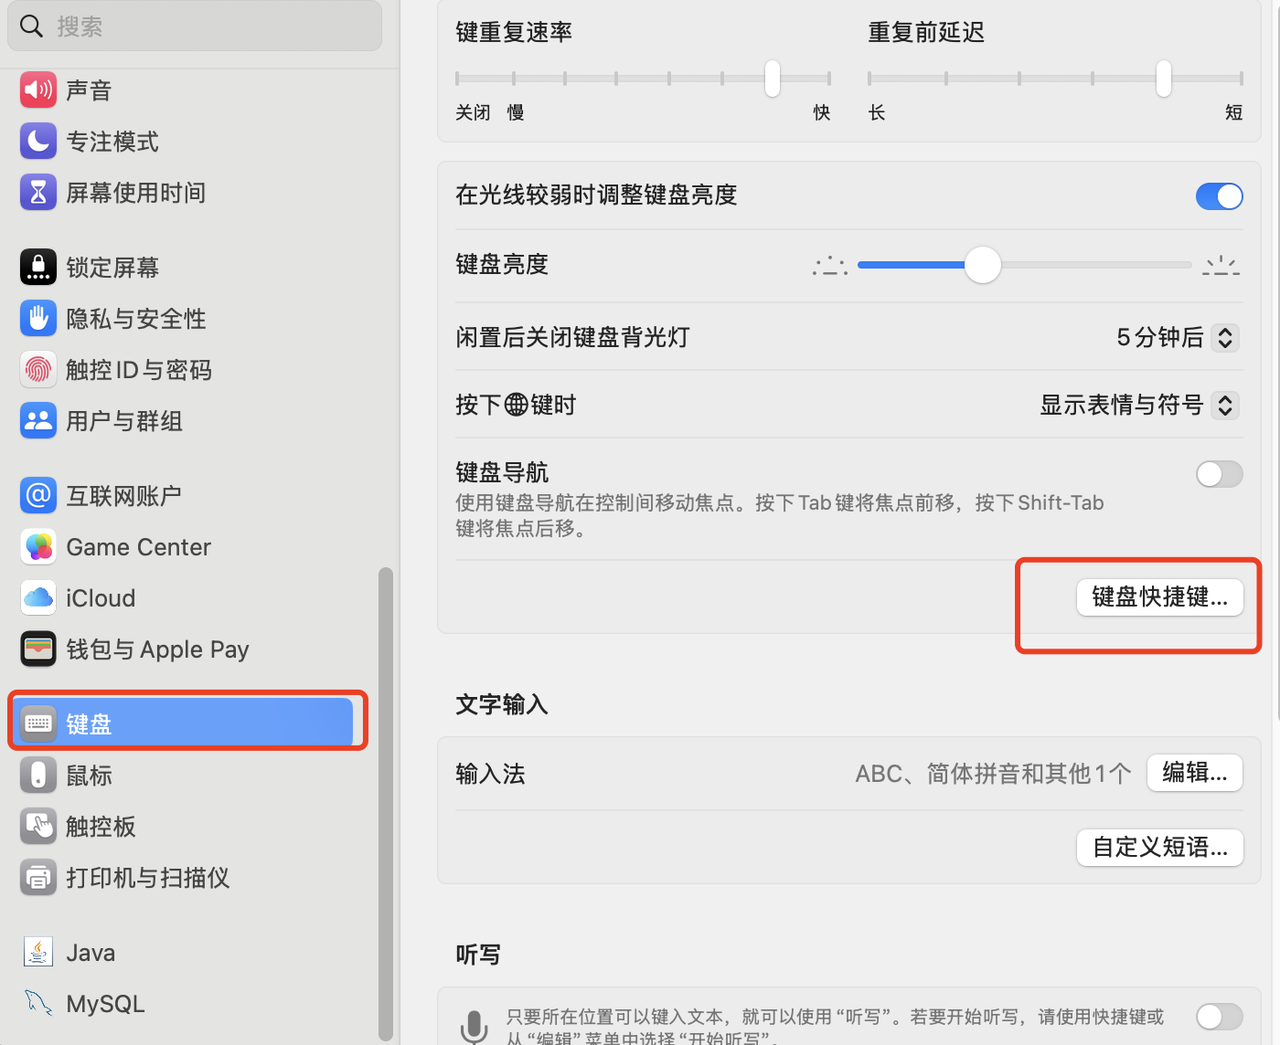 搜索
声音
专注模式
屏幕使用时间
锁定屏幕
隐私与安全性
触控ID与密码
用户与群组
互联网账户
Game Center
iCloud
钱包与 Apple Pay
键盘
鼠标
触控板
打印机与扫描仪
Java
MySQL
键重复速率
重复前延迟
关闭 慢 快
长 短
在光线较弱时调整键盘亮度
键盘亮度
闲置后关闭键盘背光灯 5分钟后
按下键时 显示表情与符号
键盘导航
使用键盘导航在控制间移动焦点。按下Tab键将焦点前移，按下Shift-Tab
键将焦点后移。
键盘快捷键...
文字输入
输入法 ABC、简体拼音和其他1个 编辑...
自定义短语...
听写
只要所在位置可以键入文本，就可以使用“听写”。若要开始听写，请使用快捷键或
从“编辑”菜单中选择“开始听写”。